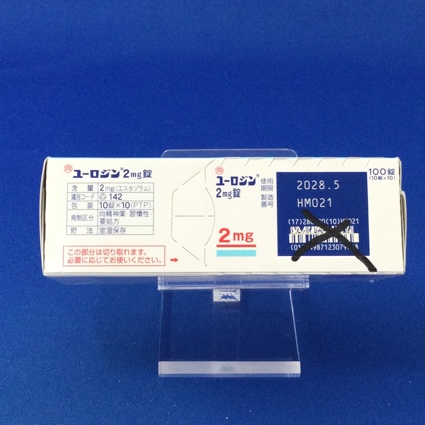 ユーロジン®2mg錠
含 量 2mg(エスタゾラム)
識別コード 142
包 装 10錠×10(PTP)
規制区分 向精神薬・習慣性・要処方
貯 法 室温保存
この部分は切り取れます。
必要に応じてお使いください。
ユーロジン®
2mg錠
2mg
使用期限
製造番号
2028.5
HM021
100錠
(10錠×10)